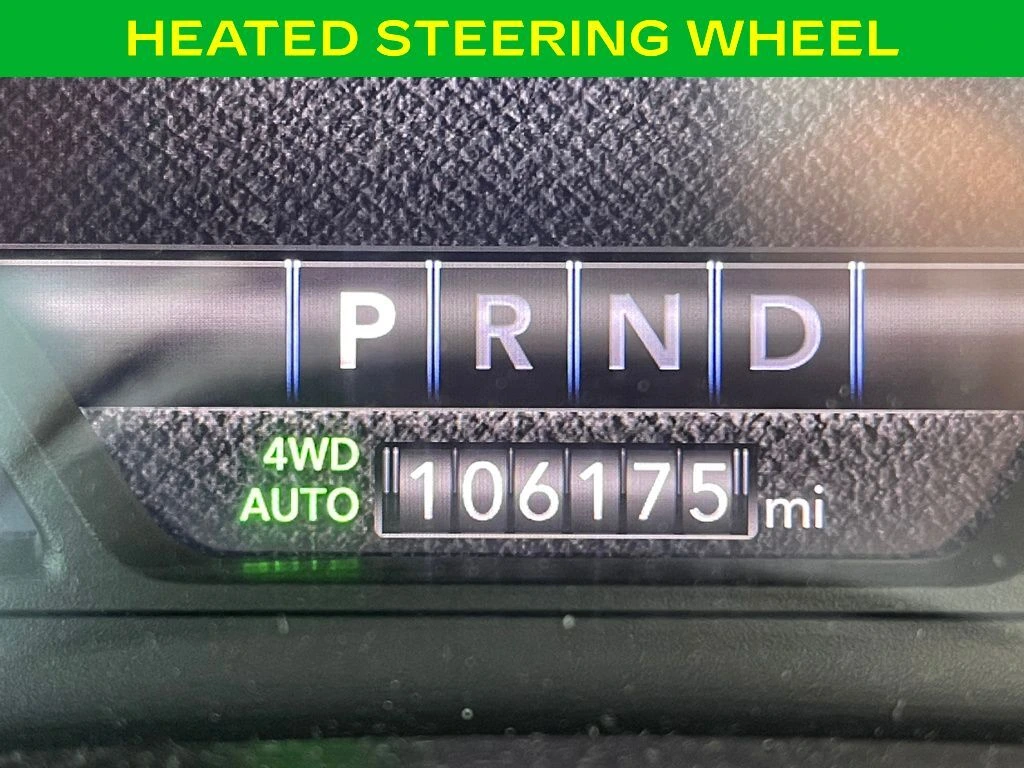 HEATED STEERING WHEEL
P R N D
4WD
AUTO
106175 mi